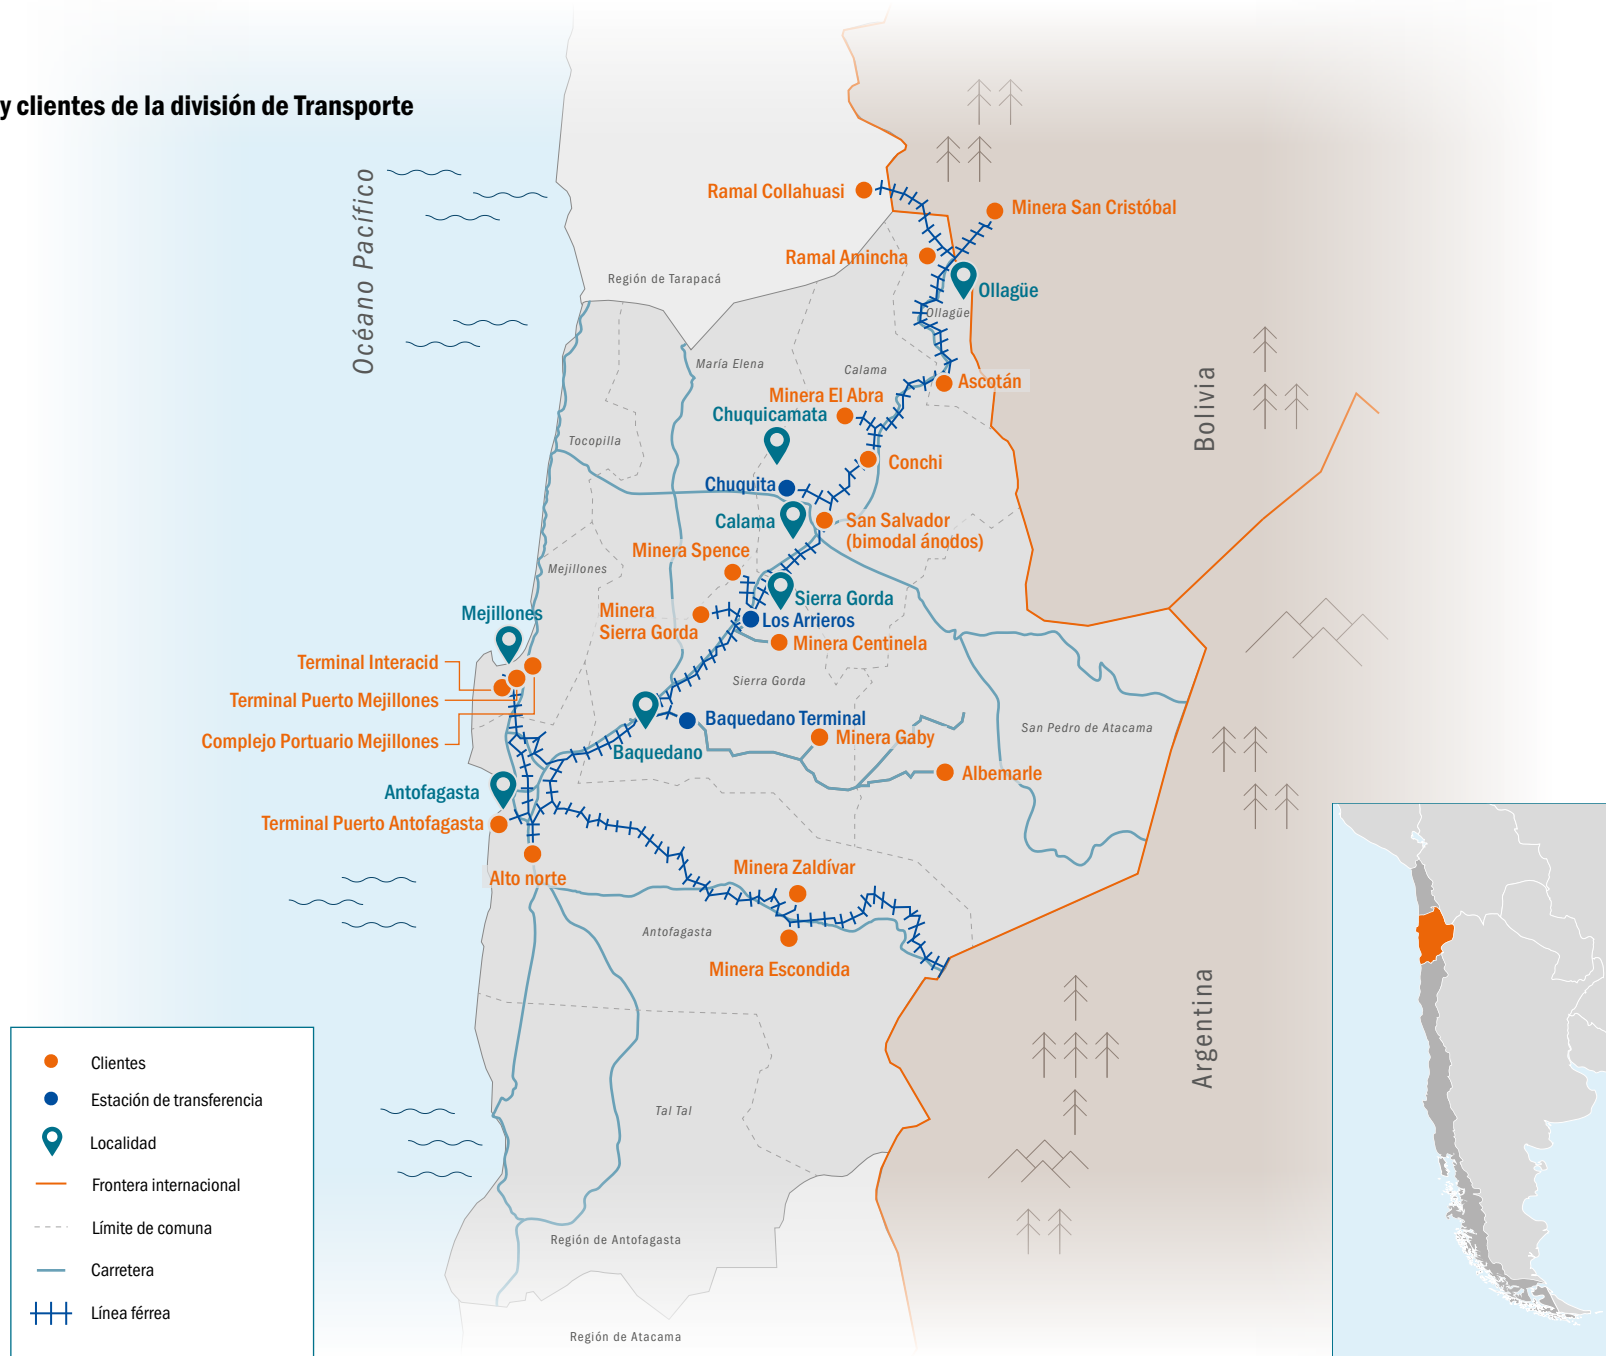 y clientes de la división de Transporte
Océano Pacífico
Ramal Collahuasi
Minera San Cristóbal
Ramal Amincha
Región de Tarapacá
Ollagüe
Ollagüe
María Elena
Calama
Ascotán
Minera El Abra
Chuquicamata
Bolivia
Tocopilla
Conchi
Chuquita
Calama
San Salvador
(bimodal ánodos)
Minera Spence
Mejillones
Sierra Gorda
Mejillones
Minera
Sierra Gorda
Los Arrieros
Minera Centinela
Terminal Interacid
Sierra Gorda
Terminal Puerto Mejillones
Baquedano Terminal
San Pedro de Atacama
Complejo Portuario Mejillones
Minera Gaby
Baquedano
Albemarle
Antofagasta
Terminal Puerto Antofagasta
Minera Zaldívar
Alto norte
Antofagasta
Minera Escondida
Argentina
Tal Tal
Región de Antofagasta
Región de Atacama
Clientes
Estación de transferencia
Localidad
Frontera internacional
Límite de comuna
Carretera
Línea férrea